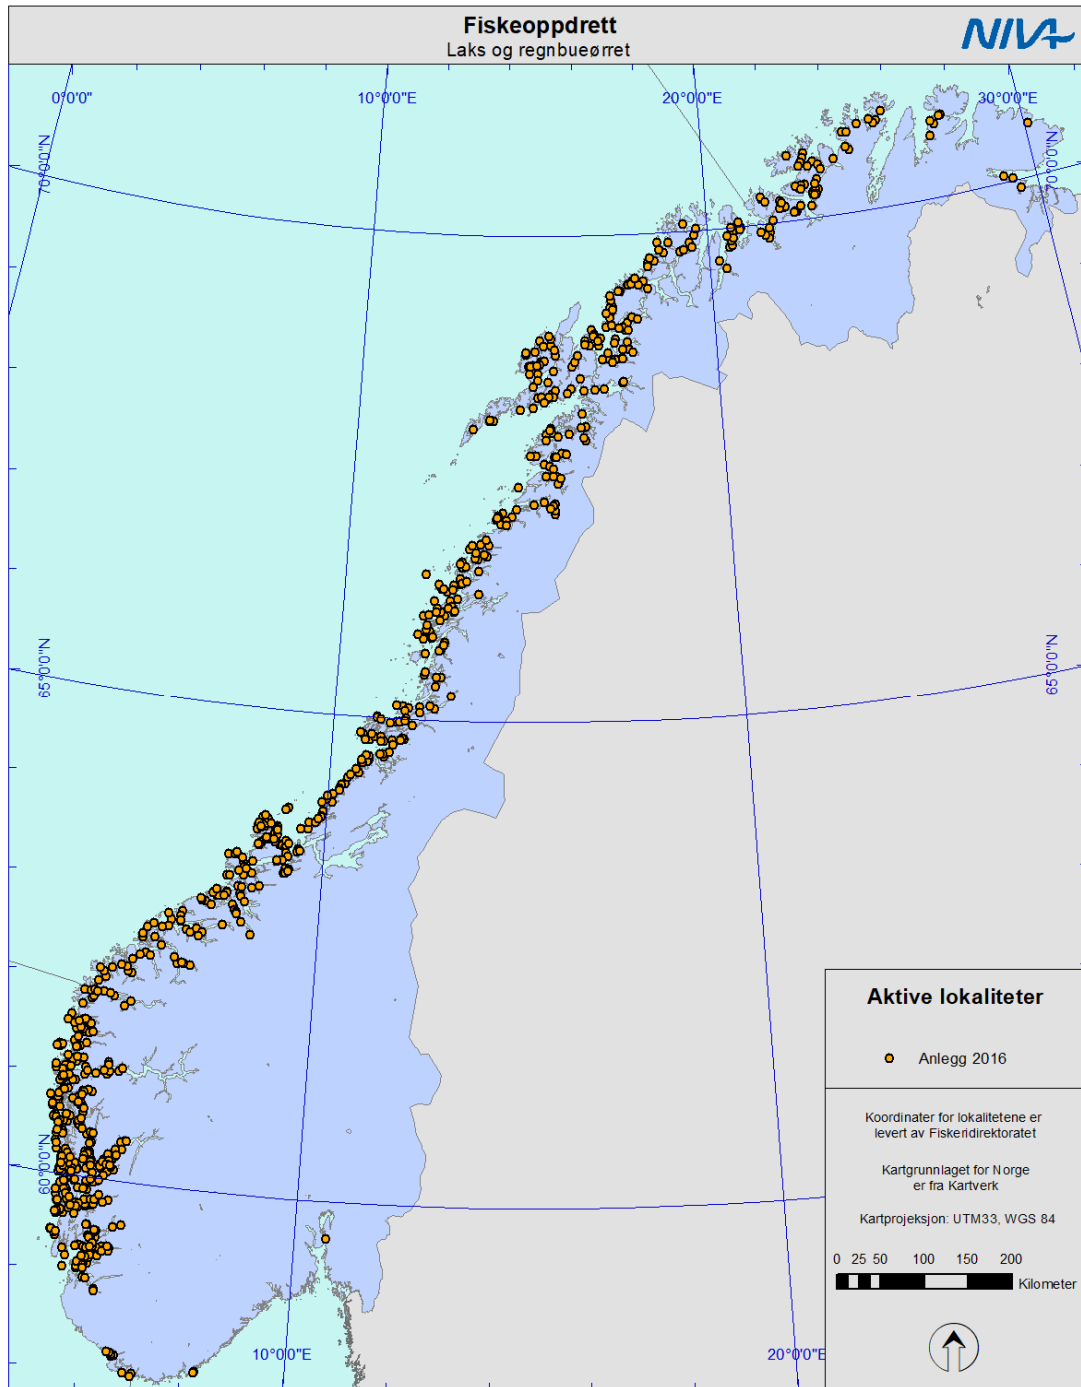 Fiskeoppdrett
Laks og regnbueørret
NIVA
0°0'0"
10°0'0"E
20°0'0"E
30°0'0"E
70°0'0"N
70°0'0"N
65°0'0"N
65°0'0"N
60°0'0"N
10°0'0"E
20°0'0"E
Aktive lokaliteter
Anlegg 2016
Koordinater for lokalitetene er
levert av Fiskeridirektoratet
Kartgrunnlaget for Norge
er fra Kartverk
Kartprojeksjon: UTM33, WGS 84
0 25 50 100 150 200
Kilometer